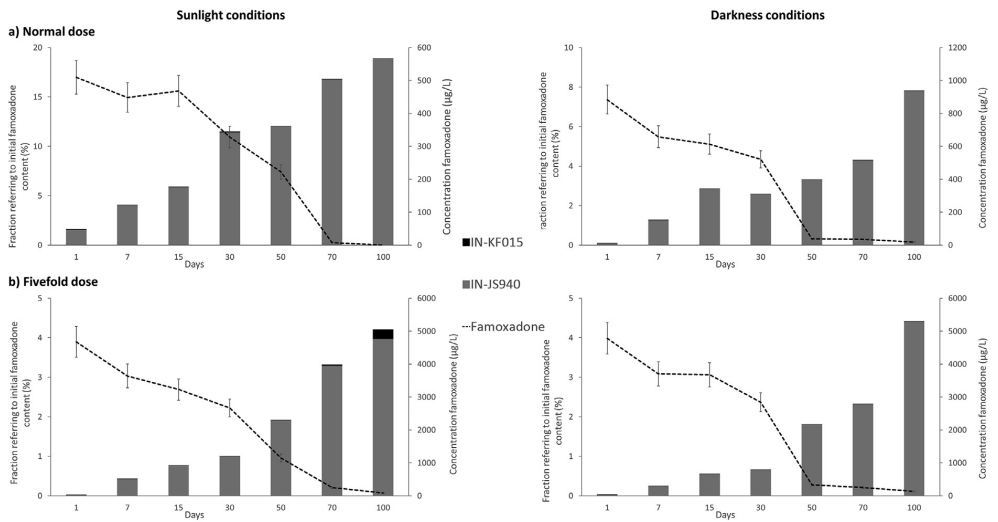 Sunlight conditions
Darkness conditions
a) Normal dose
Fraction referring to initial famoxadone
content (%)
20
15
10
5
0
600
500
400
300
200
100
0
Concentration famoxadone (µg/L)
1 7 15 30 50 70 100
Days
raction referring to initial famoxadone
content (%)
10
8
6
4
2
0
1200
1000
800
600
400
200
0
Concentration famoxadone (µg/L)
1 7 15 30 50 70 100
Days
IN-KF015
IN-JS940
Famoxadone
b) Fivefold dose
Fraction referring to initial famoxadone
content (%)
5
4
3
2
1
0
6000
5000
4000
3000
2000
1000
0
Concentration famoxadone (µg/L)
1 7 15 30 50 70 100
Days
Fraction referring to initial famoxadone
content (%)
5
4
3
2
1
0
6000
5000
4000
3000
2000
1000
0
Concentration famoxadone (µg/L)
1 7 15 30 50 70 100
Days